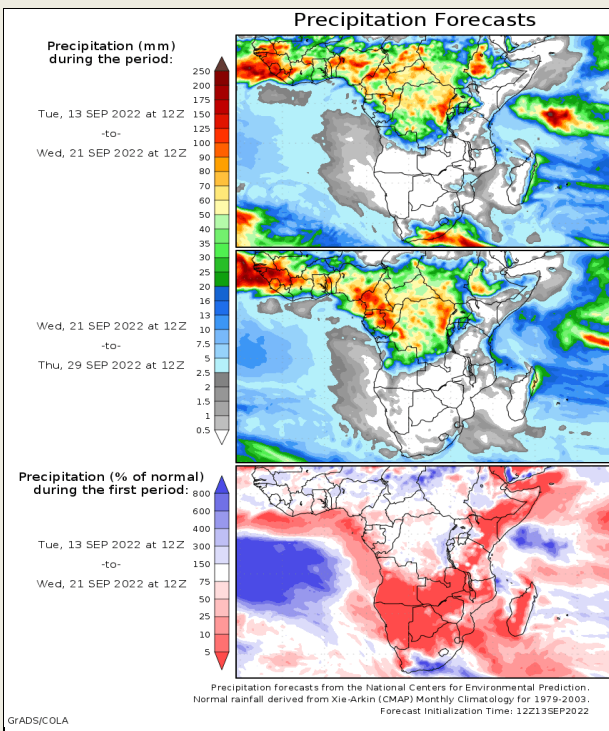 Precipitation Forecasts
Precipitation (mm)
during the period:
Tue, 13 SEP 2022 at 12Z
-to-
Wed, 21 SEP 2022 at 12Z
250
200
175
150
125
100
90
80
70
60
50
40
35
30
25
20
16
13
10
7.5
5
2.5
2
1.5
1
0.5
Wed, 21 SEP 2022 at 12Z
-to-
Thu, 29 SEP 2022 at 12Z
Precipitation (% of normal)
during the first period:
Tue, 13 SEP 2022 at 12Z
-to-
Wed, 21 SEP 2022 at 12Z
800
600
400
300
150
75
50
25
10
5
Precipitation forecasts from the National Centers for Environmental Prediction.
Normal rainfall derived from Xie-Arkin (CMAP) Monthly Climatology for 1979-2003.
Forecast Initialization Time: 12Z13SEP2022
GrADS/COLA